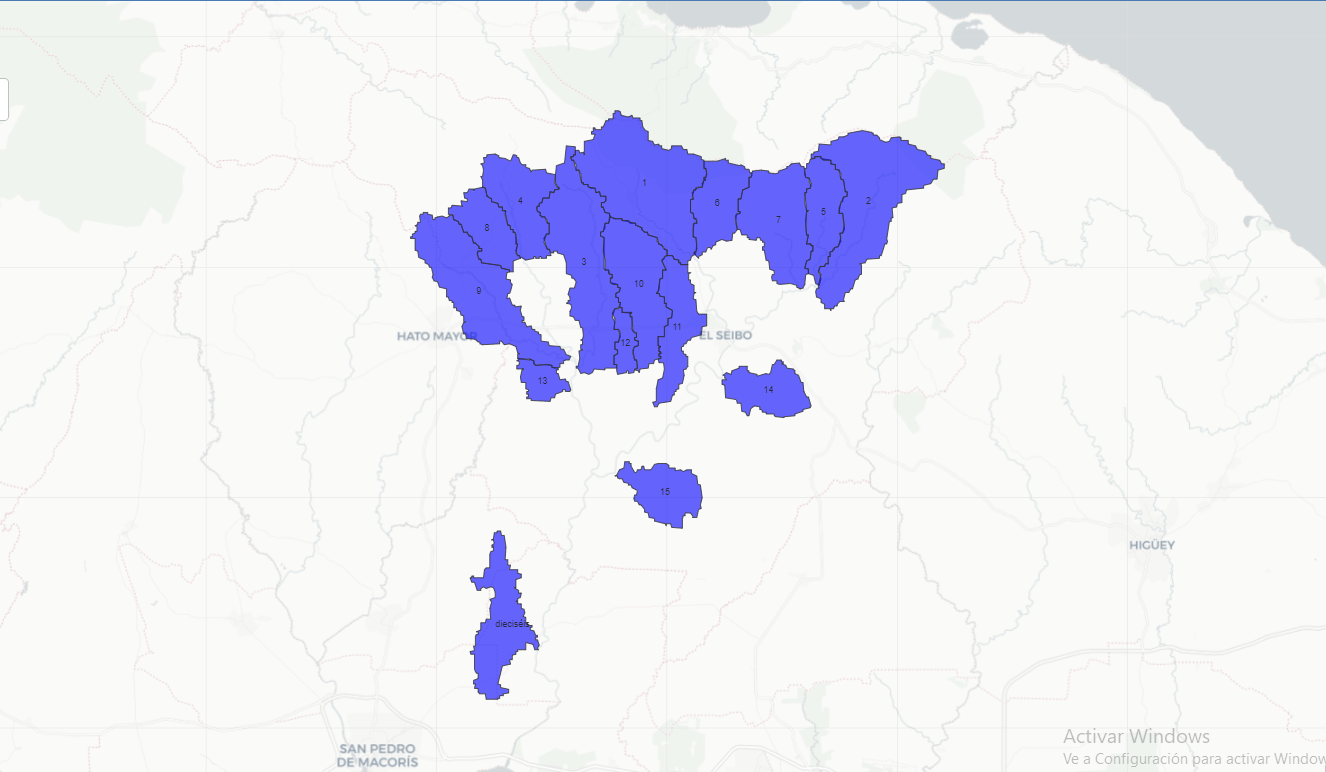 1
4
6
2
5
7
8
3
10
9
11
HATO MAYOR
EL SEIBO
12
13
14
15
HIGÜEY
dieciséis
Activar Windows
SAN PEDRO
DE MACORÍS
Ve a Configuración para activar Window